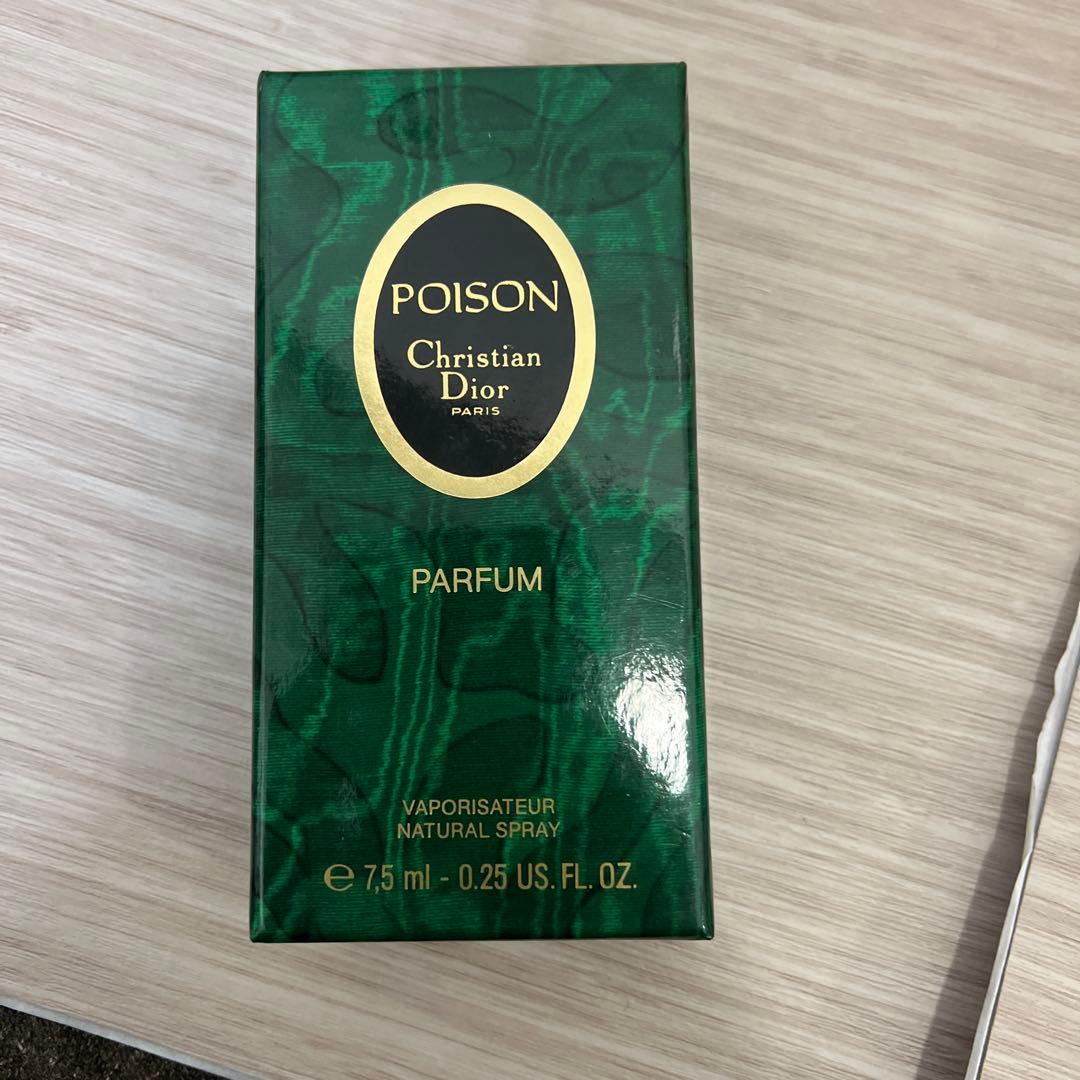 POISON
Christian
Dior
PARIS
PARFUM
VAPORISATEUR
NATURAL SPRAY
℮ 7,5 ml - 0.25 US. FL. OZ.